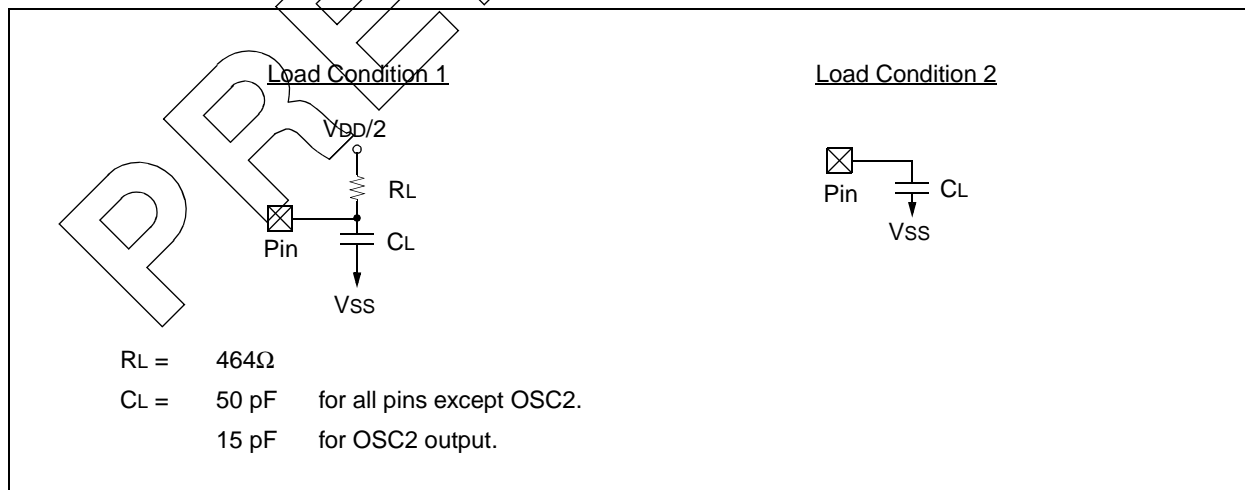 Load Condition 1
VDD/2
RL
Pin
CL
VSS
Load Condition 2
Pin
CL
VSS
RL = 464Ω
CL = 50 pF for all pins except OSC2.
15 pF for OSC2 output.
PRE